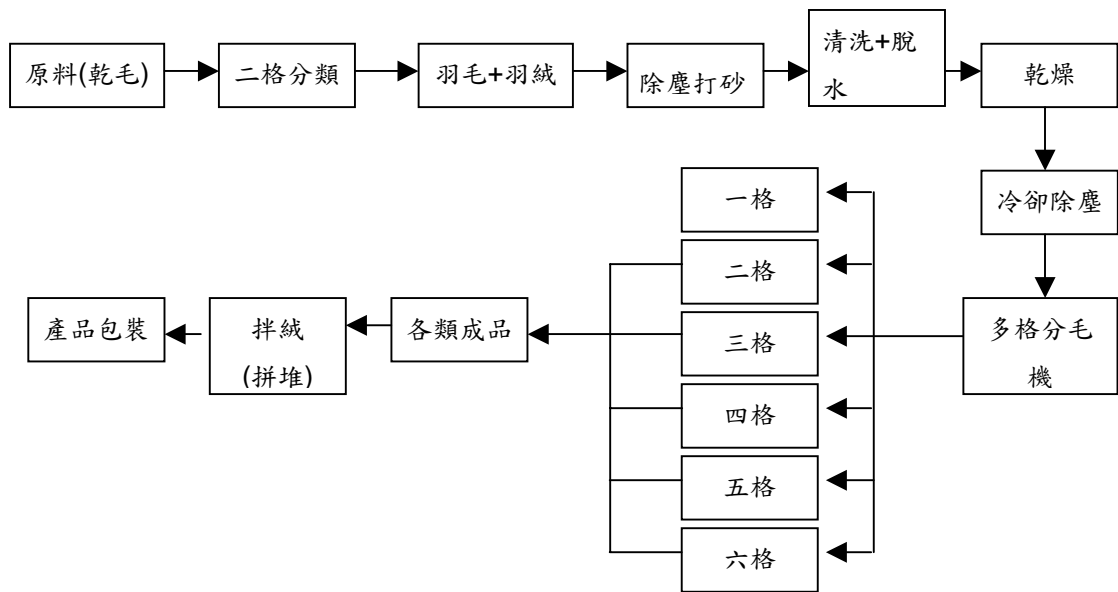 原料(乾毛)
二格分類
羽毛+羽絨
除塵打砂
清洗+脫
水
乾燥
冷卻除塵
多格分毛
機
一格
二格
三格
四格
五格
六格
各類成品
拌絨
(拼堆)
產品包裝